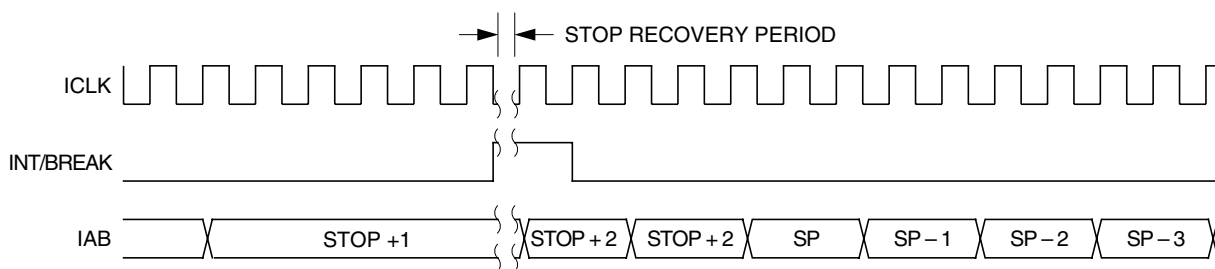 STOP RECOVERY PERIOD
ICLK
INT/BREAK
IAB STOP +1 STOP + 2 STOP + 2 SP SP – 1 SP – 2 SP – 3